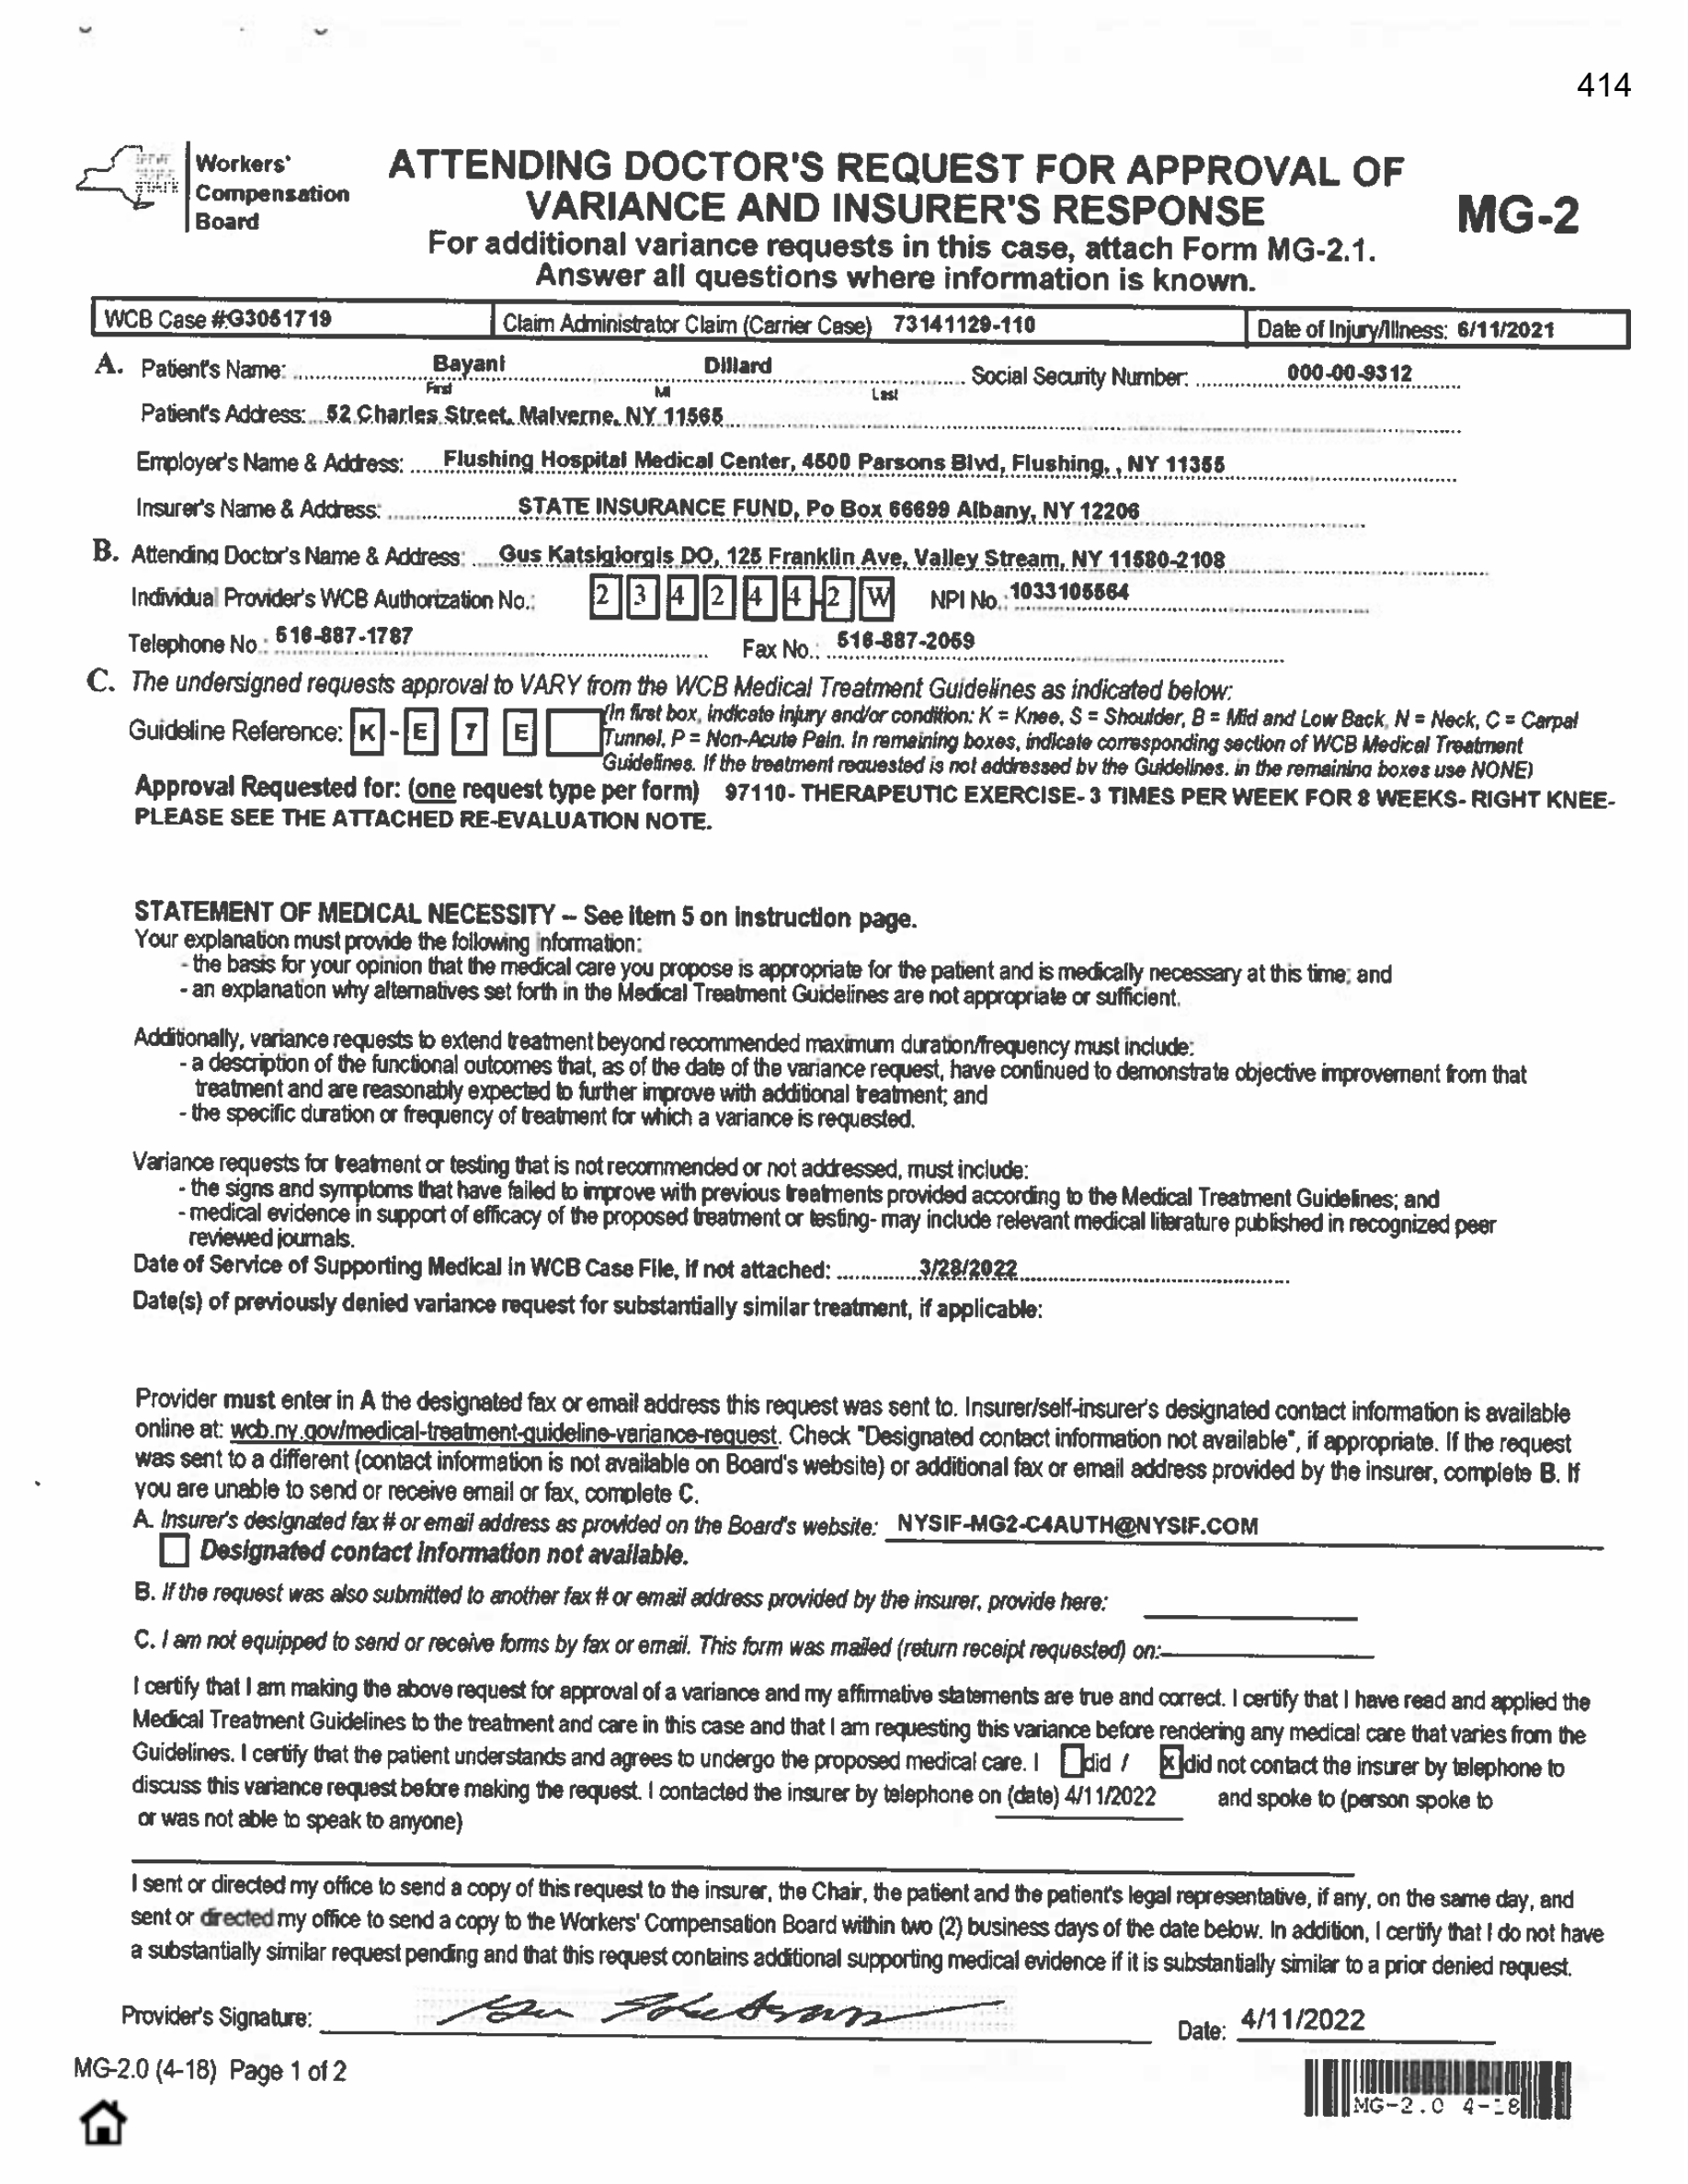 414
Workers'
Compensation
Board
ATTENDING DOCTOR'S REQUEST FOR APPROVAL OF
VARIANCE AND INSURER'S RESPONSE
MG-2
For additional variance requests in this case, attach Form MG-2.1.
Answer all questions where information is known.
WCB Case #:G3051719 Claim Administrator Claim (Carrier Case) 73141129-110 Date of Injury/Illness: 6/11/2021
A. Patient's Name: Bayani Dillard Social Security Number: 000-00-9312
First MI Last
Patient's Address: 52 Charles Street, Malverne, NY 11565
Employer's Name & Address: Flushing Hospital Medical Center, 4500 Parsons Blvd, Flushing, , NY 11355
Insurer's Name & Address: STATE INSURANCE FUND, Po Box 66699 Albany, NY 12206
B. Attending Doctor's Name & Address: Gus Katsigiorgis DO, 125 Franklin Ave, Valley Stream, NY 11580-2108
Individual Provider's WCB Authorization No.: 2 3 4 2 4 4 - 2 W NPI No.: 1033105564
Telephone No.: 516-887-1787 Fax No.: 516-887-2059
C. The undersigned requests approval to VARY from the WCB Medical Treatment Guidelines as indicated below:
Guideline Reference: K - E 7 E (In first box, indicate injury and/or condition: K = Knee, S = Shoulder, B = Mid and Low Back, N = Neck, C = Carpal
Tunnel, P = Non-Acute Pain. In remaining boxes, indicate corresponding section of WCB Medical Treatment
Guidelines. If the treatment requested is not addressed by the Guidelines, in the remaining boxes use NONE)
Approval Requested for: (one request type per form) 97110- THERAPEUTIC EXERCISE- 3 TIMES PER WEEK FOR 8 WEEKS- RIGHT KNEE-
PLEASE SEE THE ATTACHED RE-EVALUATION NOTE.
STATEMENT OF MEDICAL NECESSITY – See item 5 on instruction page.
Your explanation must provide the following information:
- the basis for your opinion that the medical care you propose is appropriate for the patient and is medically necessary at this time; and
- an explanation why alternatives set forth in the Medical Treatment Guidelines are not appropriate or sufficient.
Additionally, variance requests to extend treatment beyond recommended maximum duration/frequency must include:
- a description of the functional outcomes that, as of the date of the variance request, have continued to demonstrate objective improvement from that
treatment and are reasonably expected to further improve with additional treatment; and
- the specific duration or frequency of treatment for which a variance is requested.
Variance requests for treatment or testing that is not recommended or not addressed, must include:
- the signs and symptoms that have failed to improve with previous treatments provided according to the Medical Treatment Guidelines; and
- medical evidence in support of efficacy of the proposed treatment or testing- may include relevant medical literature published in recognized peer
reviewed journals.
Date of Service of Supporting Medical in WCB Case File, if not attached: 3/28/2022
Date(s) of previously denied variance request for substantially similar treatment, if applicable:
Provider must enter in A the designated fax or email address this request was sent to. Insurer/self-insurer's designated contact information is available
online at: wcb.ny.gov/medical-treatment-guideline-variance-request. Check "Designated contact information not available", if appropriate. If the request
was sent to a different (contact information is not available on Board's website) or additional fax or email address provided by the insurer, complete B. If
you are unable to send or receive email or fax, complete C.
A. Insurer's designated fax # or email address as provided on the Board's website: NYSIF-MG2-C4AUTH@NYSIF.COM
Designated contact information not available.
B. If the request was also submitted to another fax # or email address provided by the insurer, provide here:
C. I am not equipped to send or receive forms by fax or email. This form was mailed (return receipt requested) on:
I certify that I am making the above request for approval of a variance and my affirmative statements are true and correct. I certify that I have read and applied the
Medical Treatment Guidelines to the treatment and care in this case and that I am requesting this variance before rendering any medical care that varies from the
Guidelines. I certify that the patient understands and agrees to undergo the proposed medical care. I did / X did not contact the insurer by telephone to
discuss this variance request before making the request. I contacted the insurer by telephone on (date) 4/11/2022 and spoke to (person spoke to
or was not able to speak to anyone)
I sent or directed my office to send a copy of this request to the insurer, the Chair, the patient and the patient's legal representative, if any, on the same day, and
sent or directed my office to send a copy to the Workers' Compensation Board within two (2) business days of the date below. In addition, I certify that I do not have
a substantially similar request pending and that this request contains additional supporting medical evidence if it is substantially similar to a prior denied request.
Provider's Signature: Date: 4/11/2022
MG-2.0 (4-18) Page 1 of 2
MG-2.0 4-18